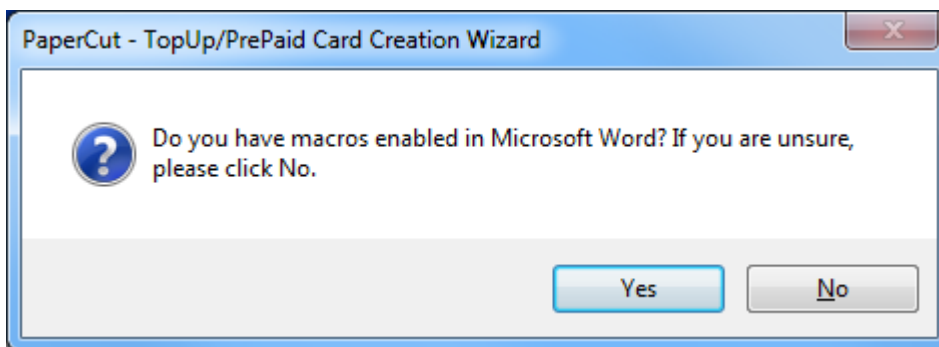 PaperCut - TopUp/PrePaid Card Creation Wizard
Do you have macros enabled in Microsoft Word? If you are unsure,
please click No.
Yes
No